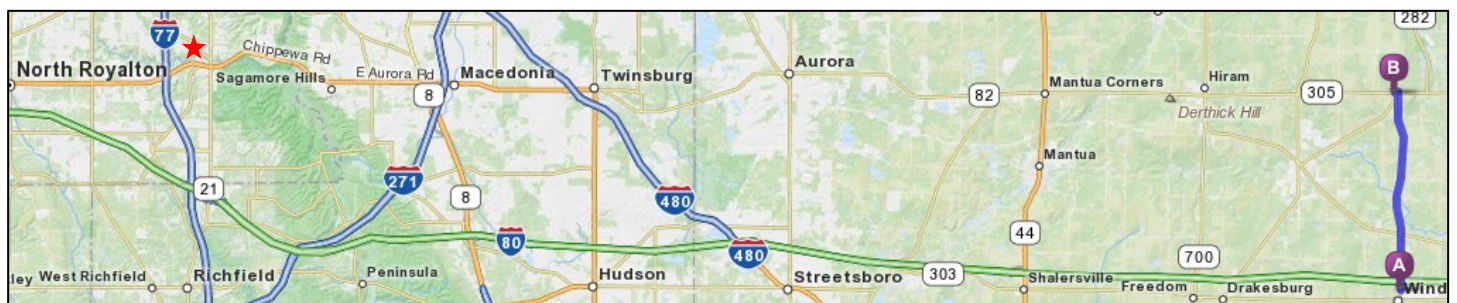 77
Chippewa Rd
282
North Royalton
Sagamore Hills
E Aurora Rd
Macedonia
Twinsburg
Aurora
B
8
82
Mantua Corners
Hiram
305
Derthick Hill
Mantua
21
271
8
480
44
80
480
303
700
A
West Richfield
Richfield
Peninsula
Hudson
Streetsboro
Shalersville
Freedom
Drakesburg
Wind
ley